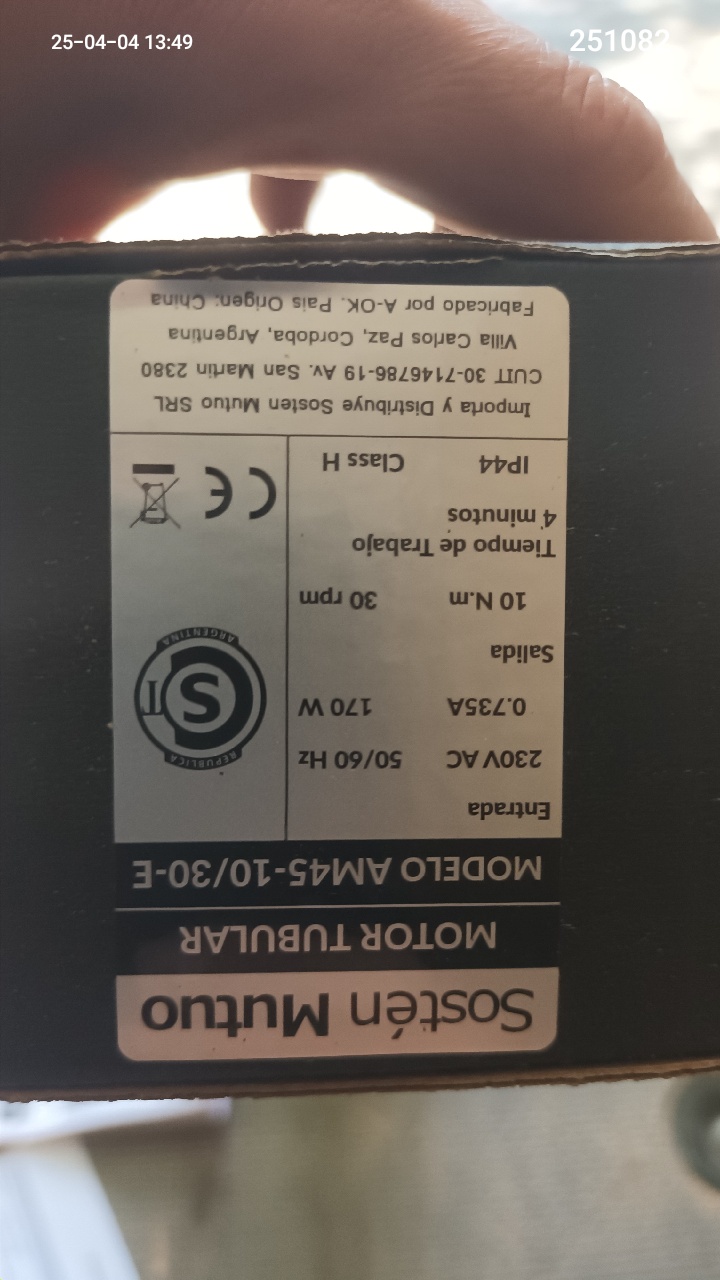 25-04-04 13:49
251082
Sostén Mutuo
MOTOR TUBULAR
MODELO AM45-10/30-E
Entrada
230V AC 50/60 Hz
0.735A 170 W
Salida
10 N.m 30 rpm
Tiempo de Trabajo
4 minutos
IP44 Class H
REPUBLICA
S T
ARGENTINA
CE
Importa y Distribuye Sosten Mutuo SRL
CUIT 30-7146786-19 Av. San Martin 2380
Villa Carlos Paz, Cordoba, Argentina
Fabricado por A-OK. Pais Origen: China